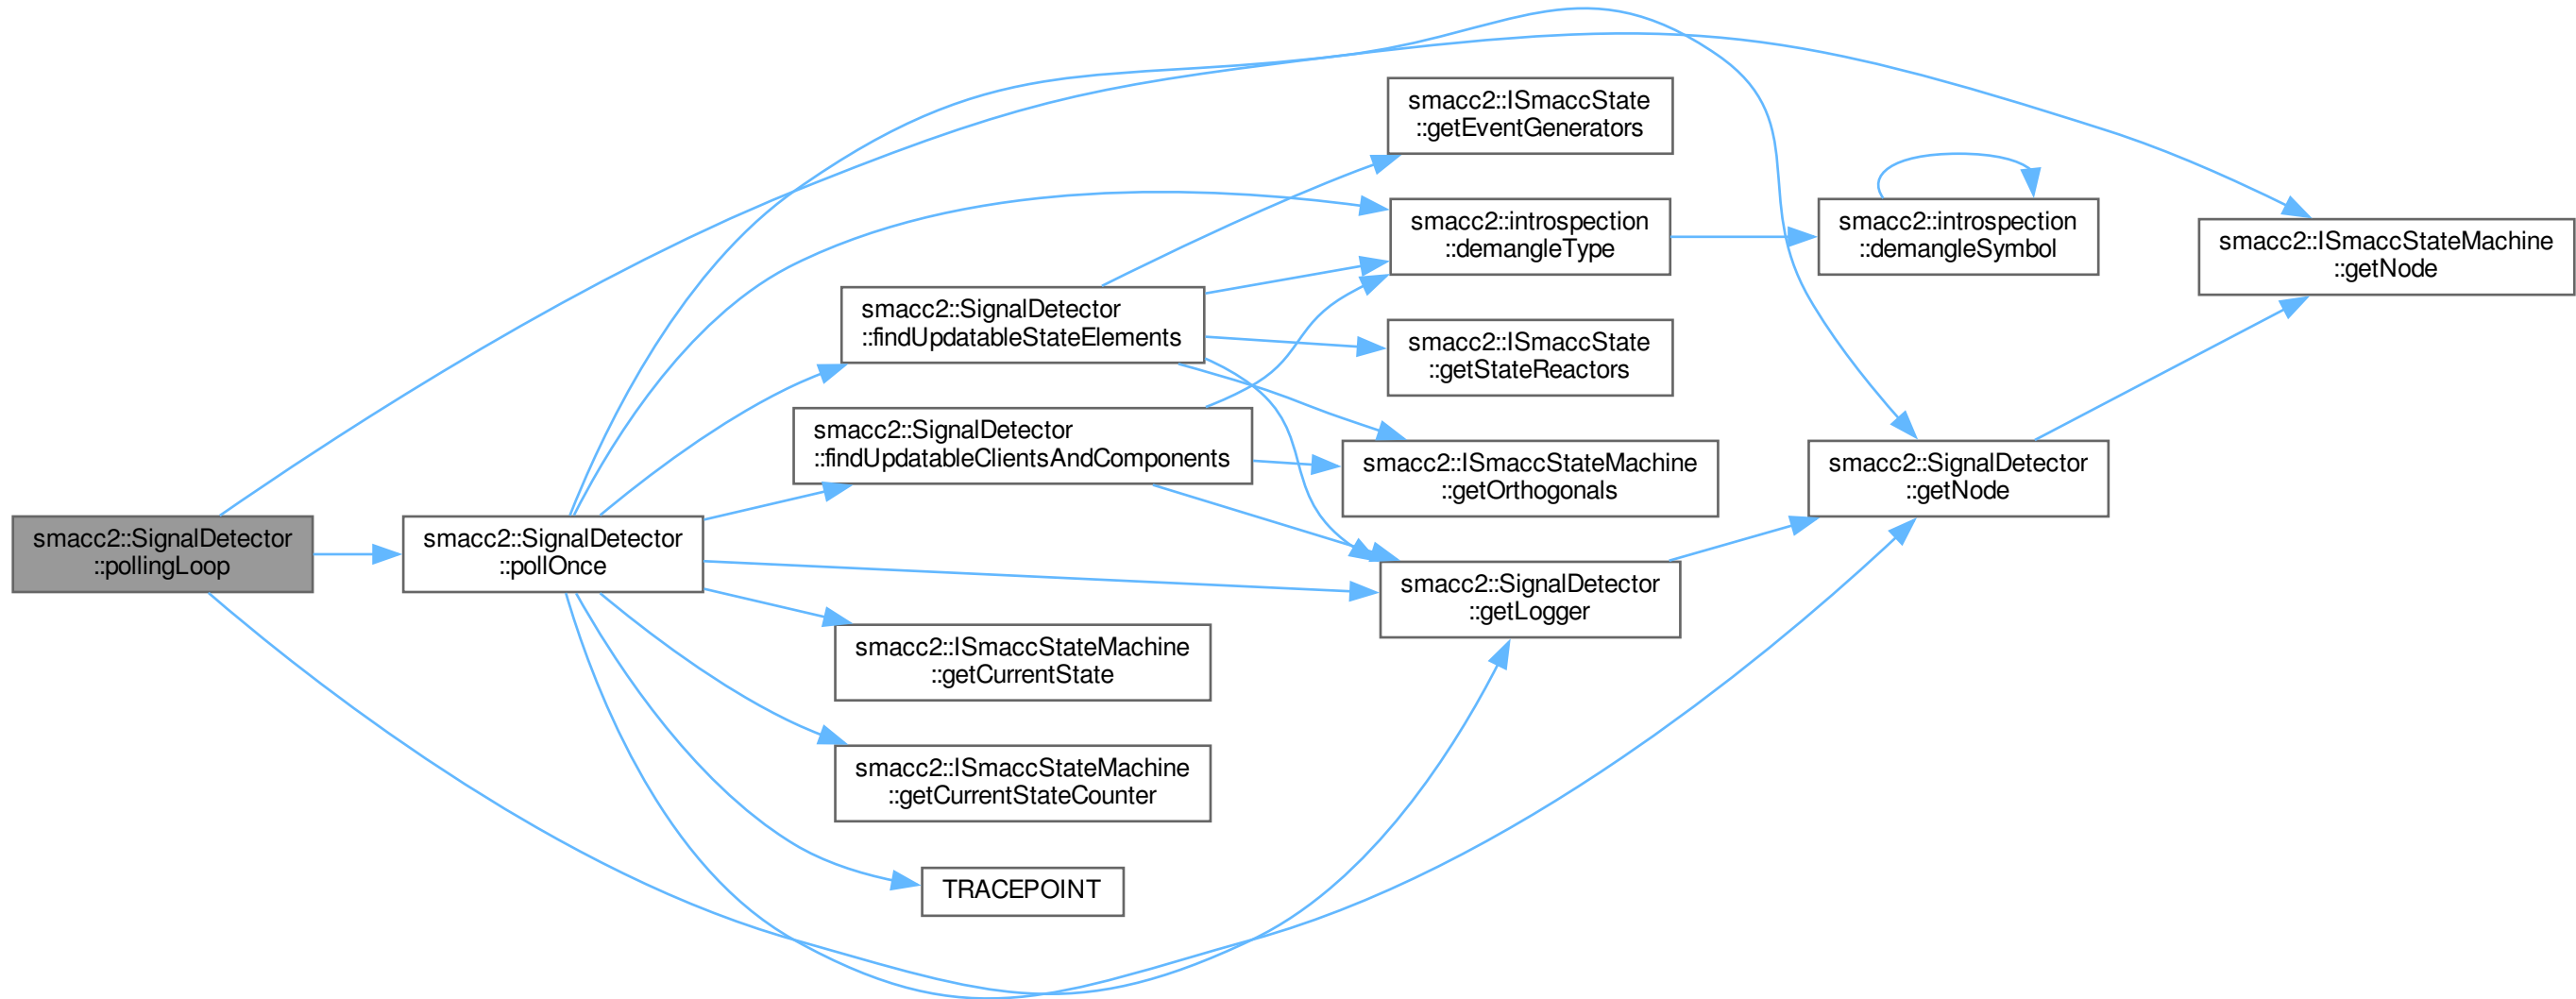 smacc2::SignalDetector
::pollingLoop
smacc2::SignalDetector
::pollOnce
smacc2::SignalDetector
::findUpdatableStateElements
smacc2::SignalDetector
::findUpdatableClientsAndComponents
smacc2::ISmaccStateMachine
::getCurrentState
smacc2::ISmaccStateMachine
::getCurrentStateCounter
TRACEPOINT
smacc2::ISmaccState
::getEventGenerators
smacc2::introspection
::demangleType
smacc2::ISmaccState
::getStateReactors
smacc2::ISmaccStateMachine
::getOrthogonals
smacc2::SignalDetector
::getLogger
smacc2::introspection
::demangleSymbol
smacc2::SignalDetector
::getNode
smacc2::ISmaccStateMachine
::getNode